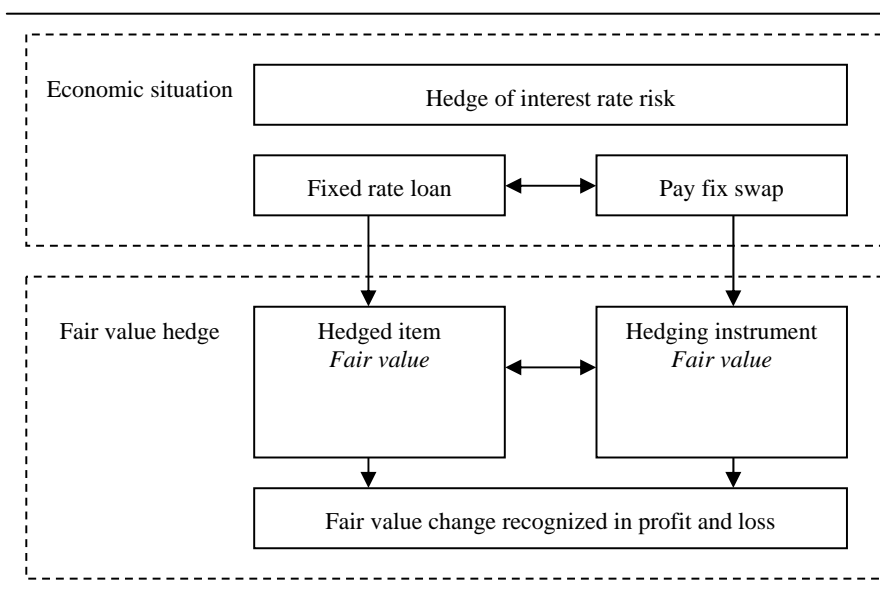 Economic situation
Hedge of interest rate risk
Fixed rate loan
Pay fix swap
Fair value hedge
Hedged item
Fair value
Hedging instrument
Fair value
Fair value change recognized in profit and loss